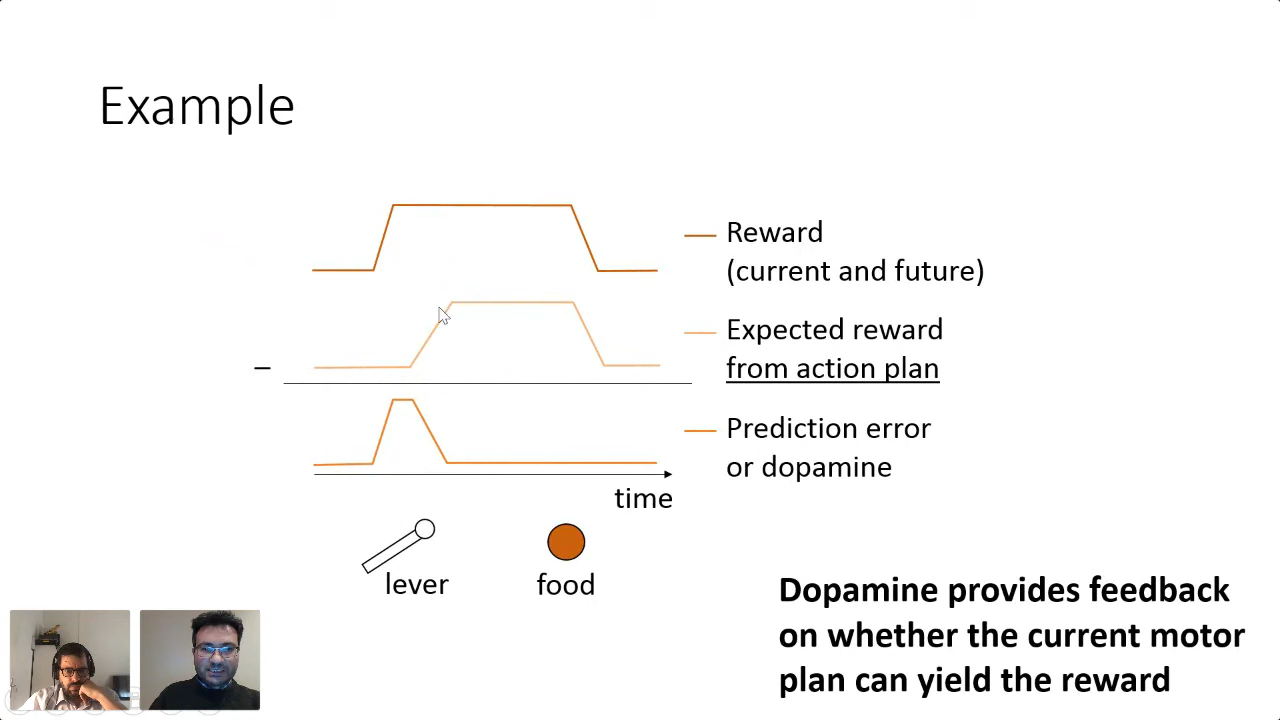 Example
Reward
(current and future)
Expected reward
from action plan
–
Prediction error
or dopamine
time
lever
food
Dopamine provides feedback
on whether the current motor
plan can yield the reward